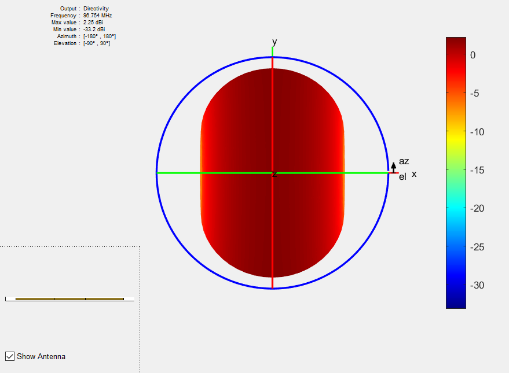 Output : Directivity
Frequency : 96.764 MHz
Max value : 2.25 dBi
Min value : -33.2 dBi
Azimuth : [-180° , 180°]
Elevation : [-90° , 90°]
y
az
el x
0
-5
-10
-15
-20
-25
-30
Show Antenna